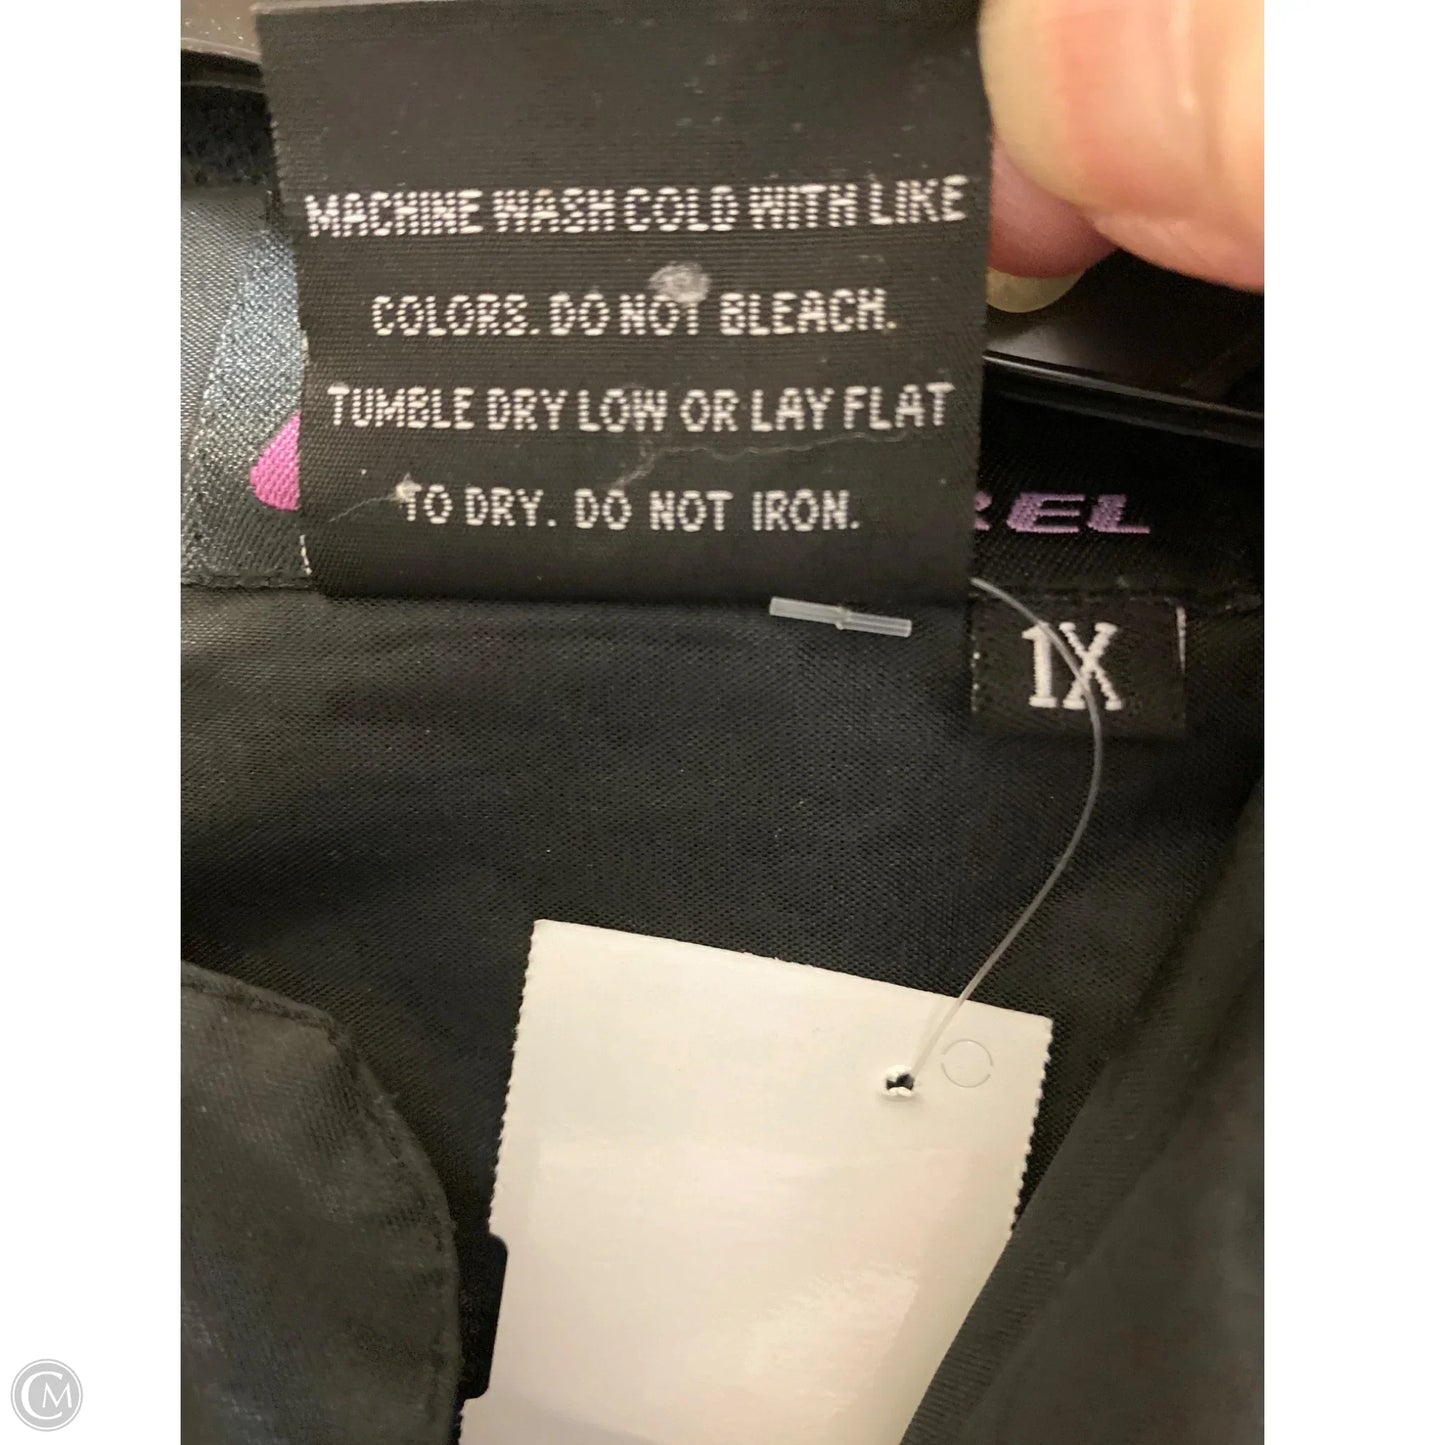 MACHINE WASH COLD WITH LIKE
COLORS. DO NOT BLEACH.
TUMBLE DRY LOW OR LAY FLAT
TO DRY. DO NOT IRON.
REL
1X
CM